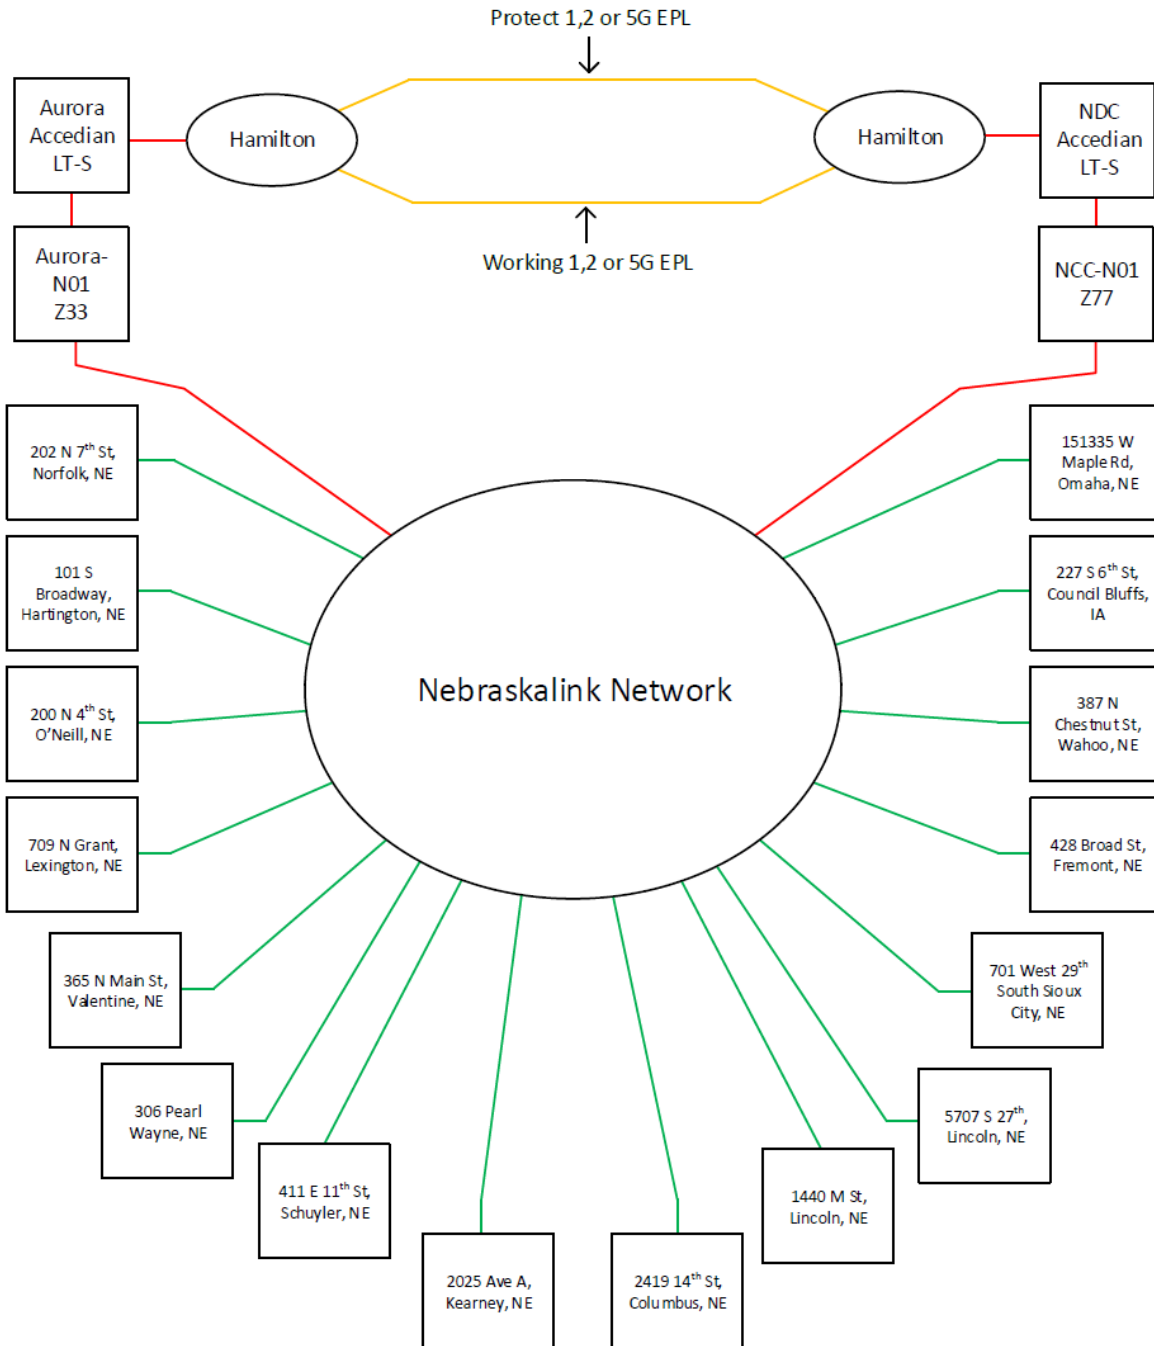 Protect 1,2 or 5G EPL
Aurora
Accedian
LT-S
Hamilton
Hamilton
NDC
Accedian
LT-S
Working 1,2 or 5G EPL
Aurora-
N01
Z33
NCC-N01
Z77
202 N 7th St,
Norfolk, NE
151335 W
Maple Rd,
Omaha, NE
101 S
Broadway,
Hartington, NE
227 S 6th St,
Council Bluffs,
IA
Nebraskalink Network
200 N 4th St,
O'Neill, NE
387 N
Chestnut St,
Wahoo, NE
709 N Grant,
Lexington, NE
428 Broad St,
Fremont, NE
365 N Main St,
Valentine, NE
701 West 29th
South Sioux
City, NE
306 Pearl
Wayne, NE
5707 S 27th,
Lincoln, NE
411 E 11th St,
Schuyler, NE
1440 M St,
Lincoln, NE
2025 Ave A,
Kearney, NE
2419 14th St,
Columbus, NE